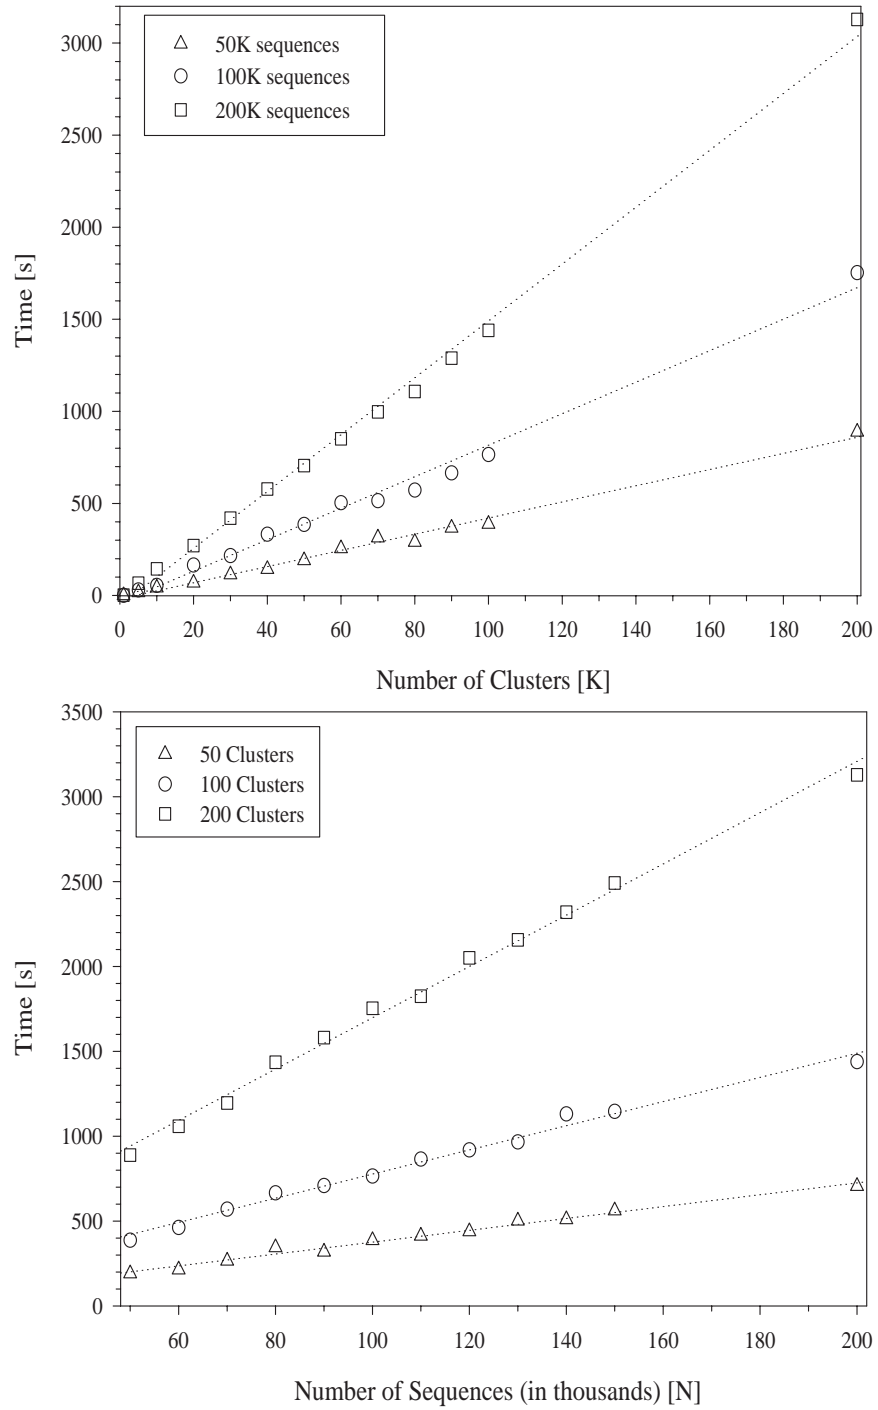 3000
2500
2000
1500
1000
500
0
Time [s]
50K sequences
100K sequences
200K sequences
0 20 40 60 80 100 120 140 160 180 200
Number of Clusters [K]
3500
3000
2500
2000
1500
1000
500
0
Time [s]
50 Clusters
100 Clusters
200 Clusters
60 80 100 120 140 160 180 200
Number of Sequences (in thousands) [N]